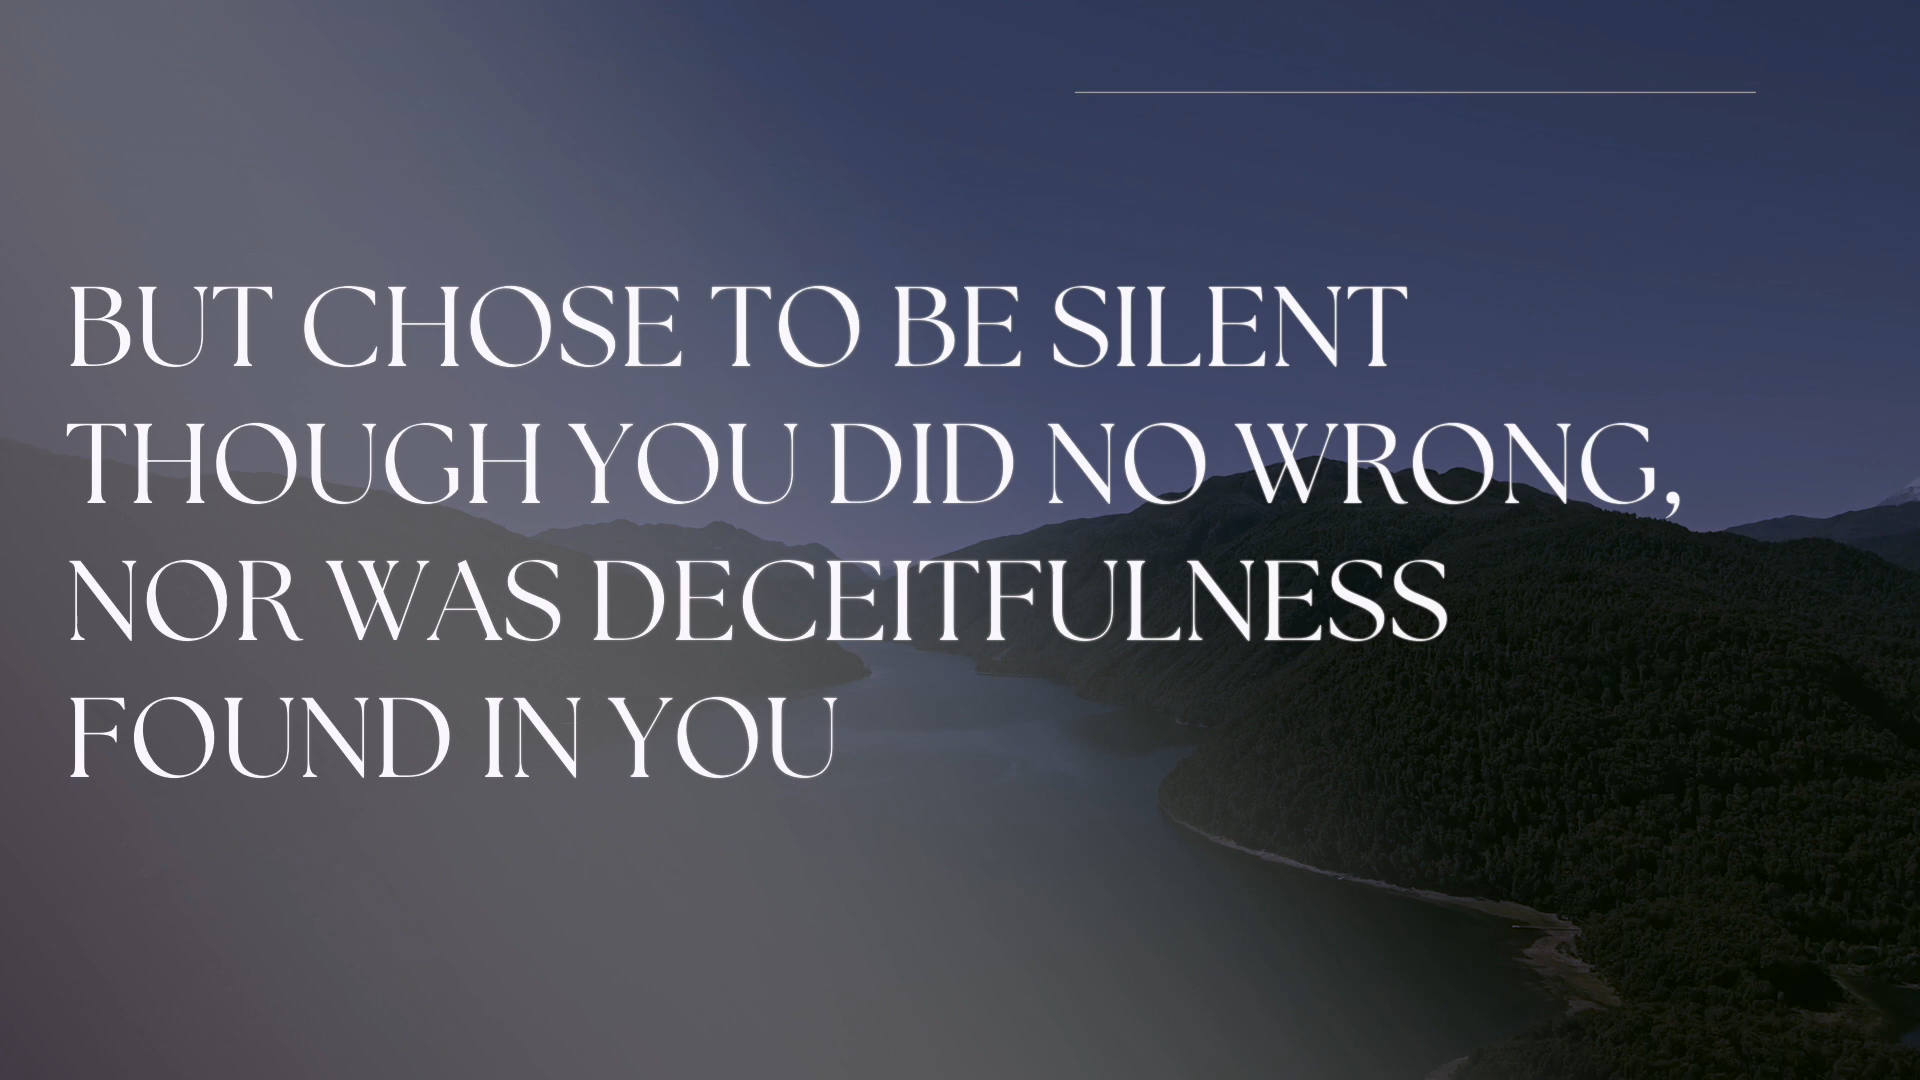 BUT CHOSE TO BE SILENT
THOUGH YOU DID NO WRONG,
NOR WAS DECEITFULNESS
FOUND IN YOU